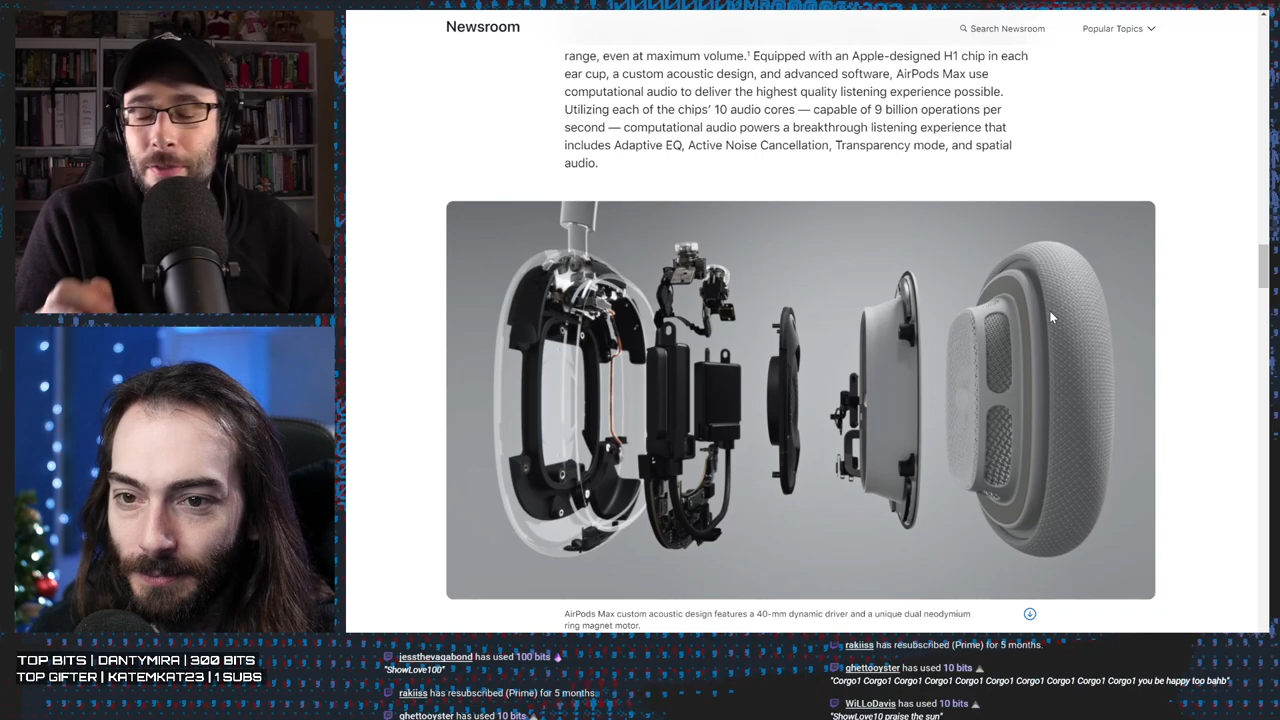 Newsroom
Search Newsroom
Popular Topics
range, even at maximum volume.¹ Equipped with an Apple-designed H1 chip in each
ear cup, a custom acoustic design, and advanced software, AirPods Max use
computational audio to deliver the highest quality listening experience possible.
Utilizing each of the chips’ 10 audio cores — capable of 9 billion operations per
second — computational audio powers a breakthrough listening experience that
includes Adaptive EQ, Active Noise Cancellation, Transparency mode, and spatial
audio.
AirPods Max custom acoustic design features a 40-mm dynamic driver and a unique dual neodymium
ring magnet motor.
TOP BITS | DANTYMIRA | 300 BITS
TOP GIFTER | KATEMKAT23 | 1 SUBS
jessthevagabond has used 100 bits
"ShowLove100"
rakiiss has resubscribed (Prime) for 5 months.
ghettooyster has used 10 bits
rakiiss has resubscribed (Prime) for 5 months.
ghettooyster has used 10 bits
"Corgo1 Corgo1 Corgo1 Corgo1 Corgo1 Corgo1 Corgo1 Corgo1 Corgo1 Corgo1 you be happy too bahb"
WiLLoDavis has used 10 bits
"ShowLove10 praise the sun"